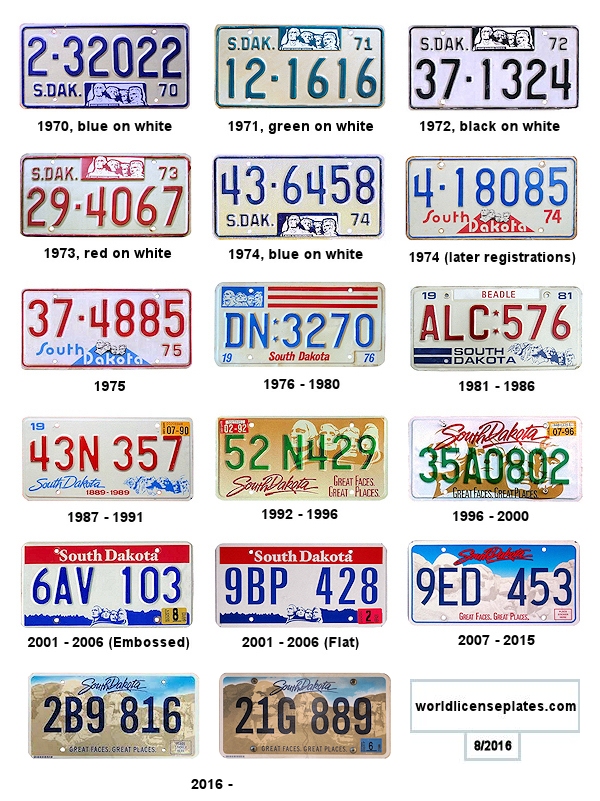 2-32022
S.DAK. 70
1970, blue on white
S.DAK. 71
12-1616
1971, green on white
S.DAK. 72
37-1324
1972, black on white
S.DAK. 73
29-4067
1973, red on white
43-6458
S.DAK. 74
1974, blue on white
4-18085
South Dakota 74
1974 (later registrations)
37-4885
South Dakota 75
1975
DN:3270
19 South Dakota 76
1976 - 1980
19 BEADLE 81
ALC:576
SOUTH
DAKOTA
1981 - 1986
19 07-90
43N 357
South Dakota
1889-1989
1987 - 1991
02-92
52 N429
South Dakota GREAT FACES.
GREAT PLACES.
1992 - 1996
South Dakota 07-96
35A0802
GREAT FACES. GREAT PLACES.
1996 - 2000
South Dakota
6AV 103
8
2001 - 2006 (Embossed)
South Dakota
9BP 428
2
2001 - 2006 (Flat)
South Dakota
9ED 453
GREAT FACES. GREAT PLACES.
2007 - 2015
South Dakota
2B9 816
GREAT FACES. GREAT PLACES.
South Dakota
21G 889
GREAT FACES. GREAT PLACES. 6
2016 -
worldlicenseplates.com
8/2016